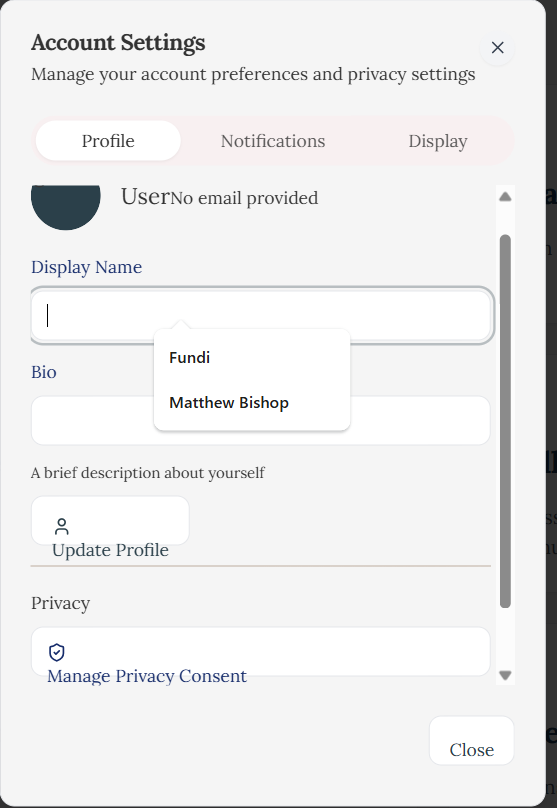 Account Settings
Manage your account preferences and privacy settings
Profile Notifications Display
UserNo email provided
Display Name
Fundi
Matthew Bishop
Bio
A brief description about yourself
Update Profile
Privacy
Manage Privacy Consent
Close